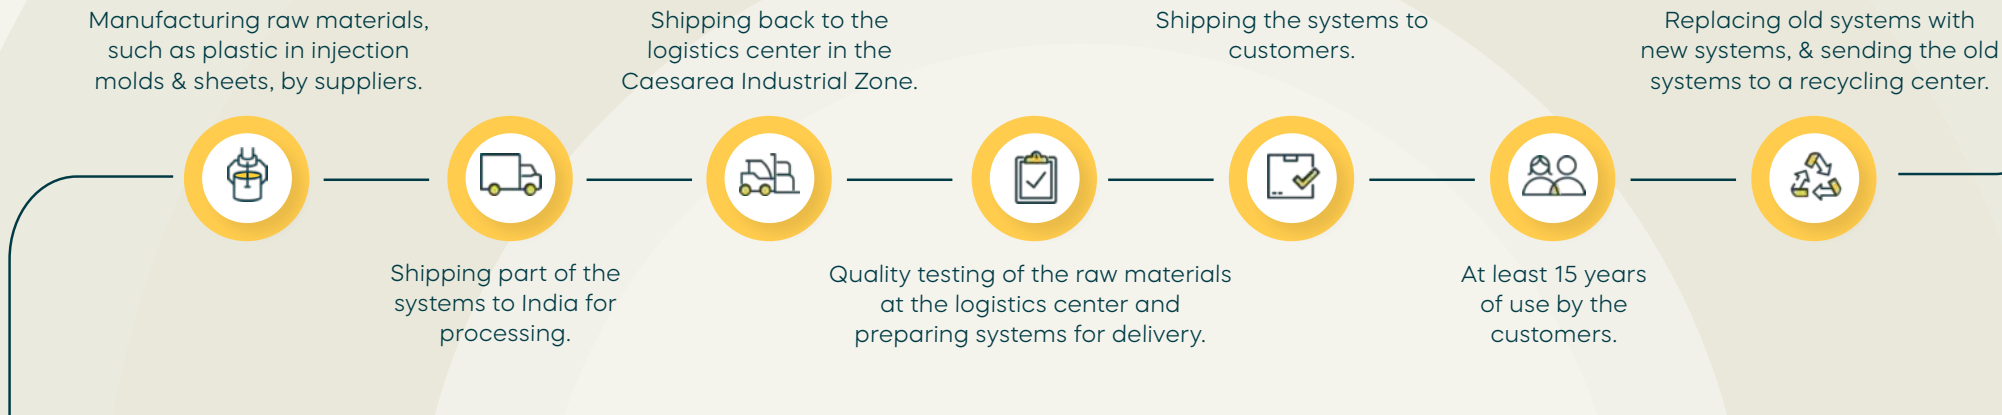 Manufacturing raw materials,
such as plastic in injection
molds & sheets, by suppliers.
Shipping part of the
systems to India for
processing.
Shipping back to the
logistics center in the
Caesarea Industrial Zone.
Quality testing of the raw materials
at the logistics center and
preparing systems for delivery.
Shipping the systems to
customers.
At least 15 years
of use by the
customers.
Replacing old systems with
new systems, & sending the old
systems to a recycling center.